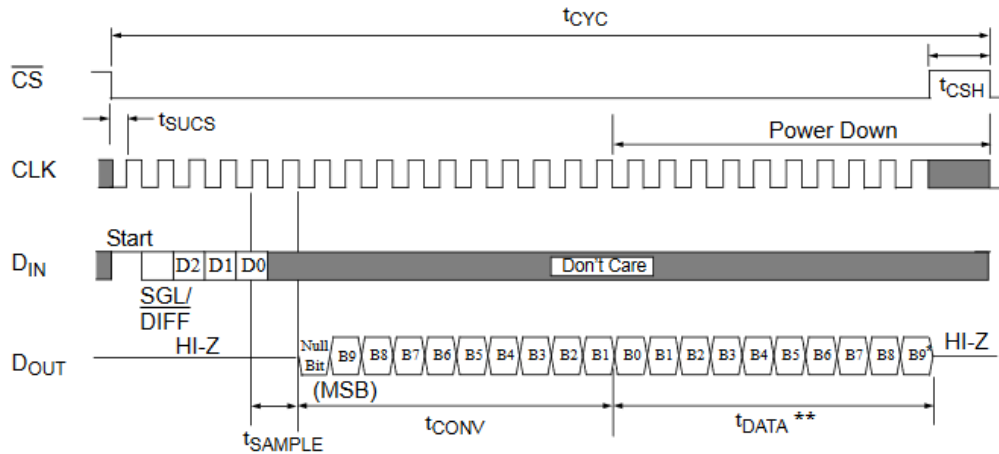 tCYC
CS
tCSH
tSUCS
Power Down
CLK
Start
DIN
D2 D1 D0
Don't Care
SGL/
DIFF
HI-Z
HI-Z
DOUT
Null
Bit
B9 B8 B7 B6 B5 B4 B3 B2 B1 B0 B1 B2 B3 B4 B5 B6 B7 B8 B9*
(MSB)
tSAMPLE
tCONV
tDATA **